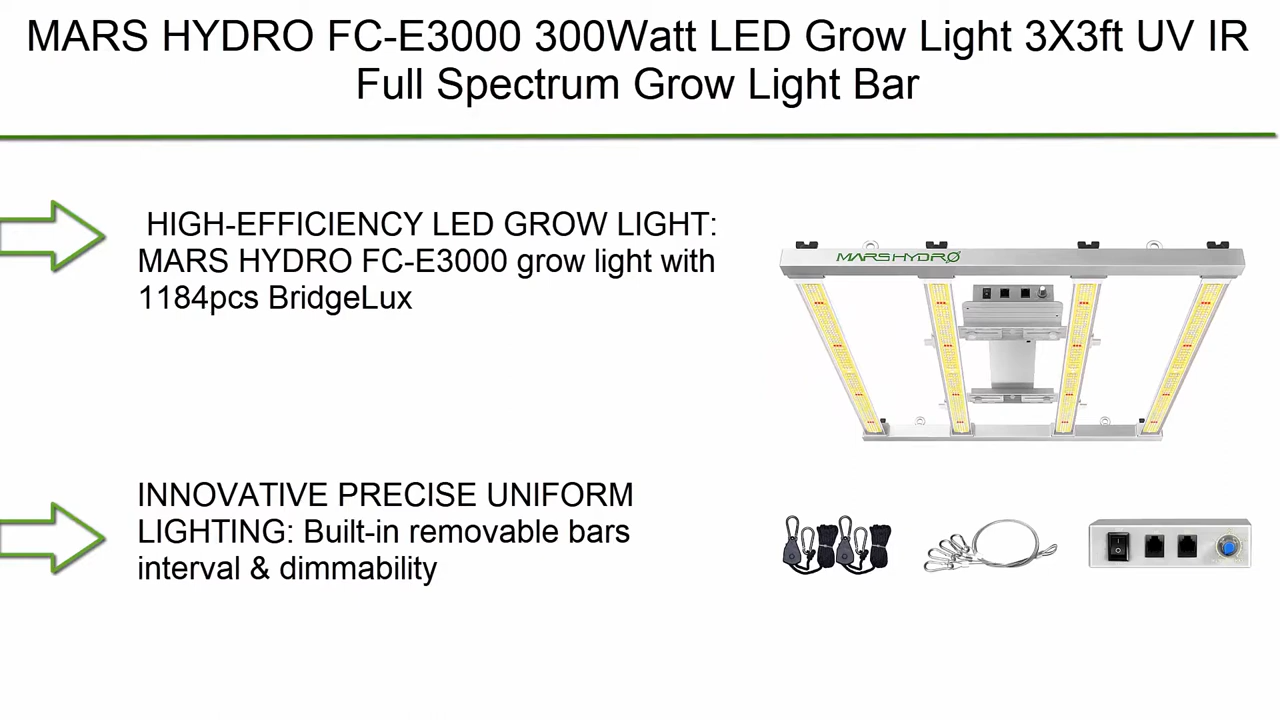 MARS HYDRO FC-E3000 300Watt LED Grow Light 3X3ft UV IR
Full Spectrum Grow Light Bar
HIGH-EFFICIENCY LED GROW LIGHT:
MARS HYDRO FC-E3000 grow light with
1184pcs BridgeLux
MARS HYDRO
INNOVATIVE PRECISE UNIFORM
LIGHTING: Built-in removable bars
interval & dimmability